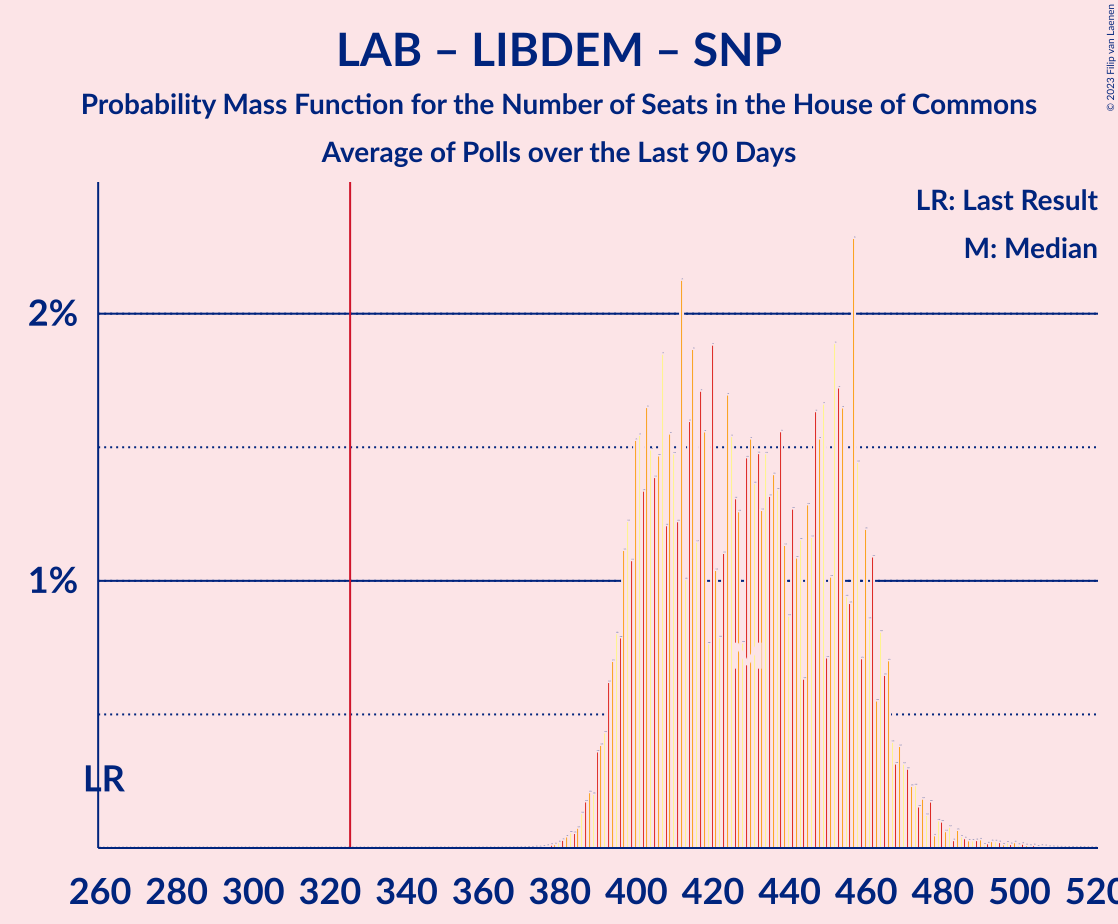 LAB – LIBDEM – SNP
Probability Mass Function for the Number of Seats in the House of Commons
Average of Polls over the Last 90 Days
© 2023 Filip van Laenen
LR: Last Result
M: Median
2%
1%
M
LR
260 280 300 320 340 360 380 400 420 440 460 480 500 520